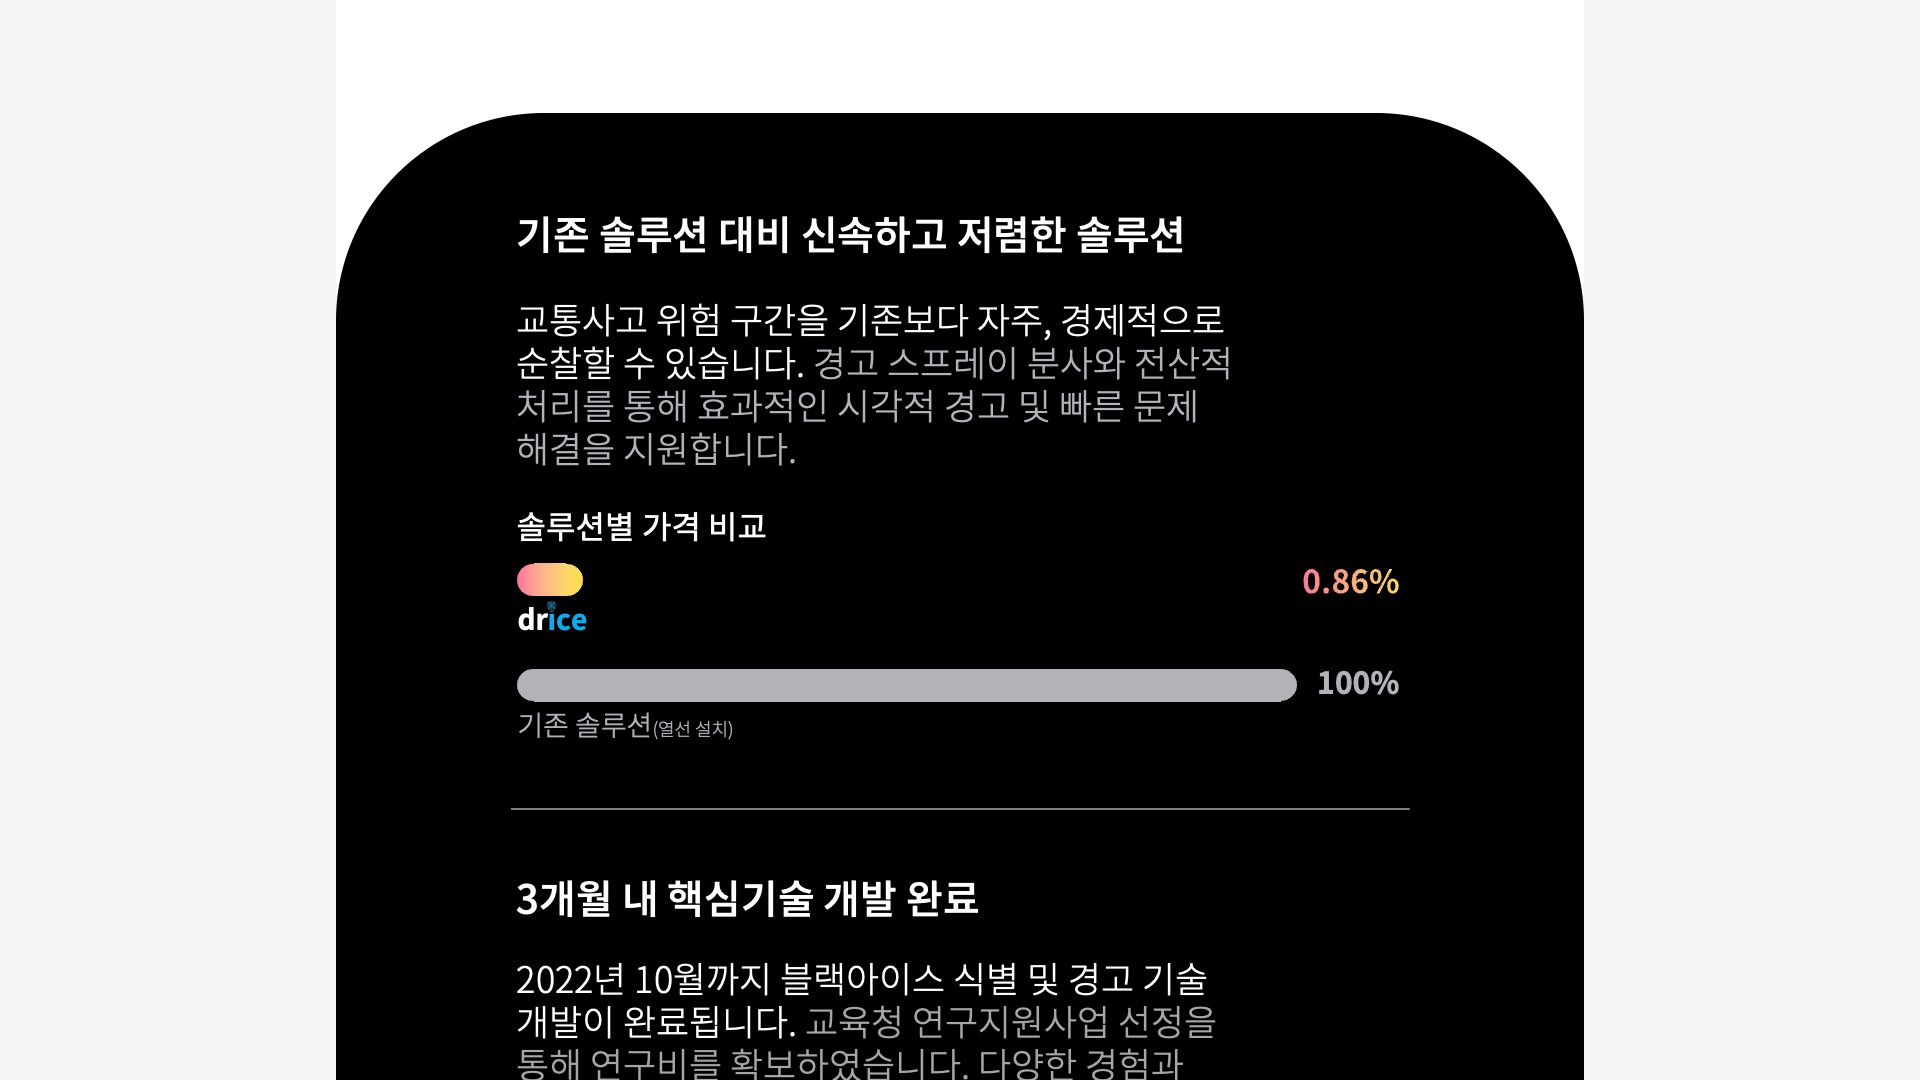 기존 솔루션 대비 신속하고 저렴한 솔루션
교통사고 위험 구간을 기존보다 자주, 경제적으로
순찰할 수 있습니다. 경고 스프레이 분사와 전산적
처리를 통해 효과적인 시각적 경고 및 빠른 문제
해결을 지원합니다.
솔루션별 가격 비교
0.86%
drice
100%
기존 솔루션(열선 설치)
3개월 내 핵심기술 개발 완료
2022년 10월까지 블랙아이스 식별 및 경고 기술
개발이 완료됩니다. 교육청 연구지원사업 선정을
통해 연구비를 확보하였습니다. 다양한 경험과